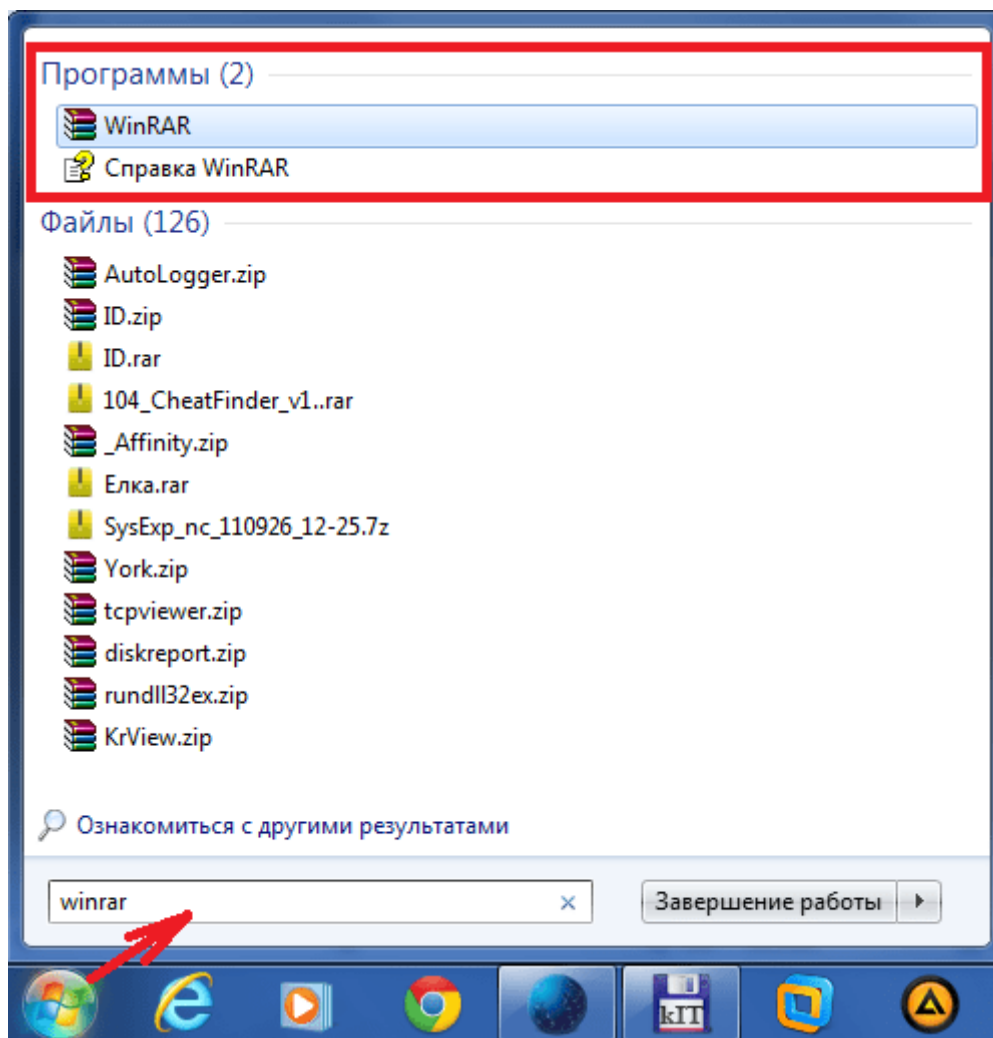 Программы (2)
WinRAR
Справка WinRAR
Файлы (126)
AutoLogger.zip
ID.zip
ID.rar
104_CheatFinder_v1..rar
_Affinity.zip
Елка.rar
SysExp_nc_110926_12-25.7z
York.zip
tcpviewer.zip
diskreport.zip
rundll32ex.zip
KrView.zip
Ознакомиться с другими результатами
winrar
Завершение работы
kIT